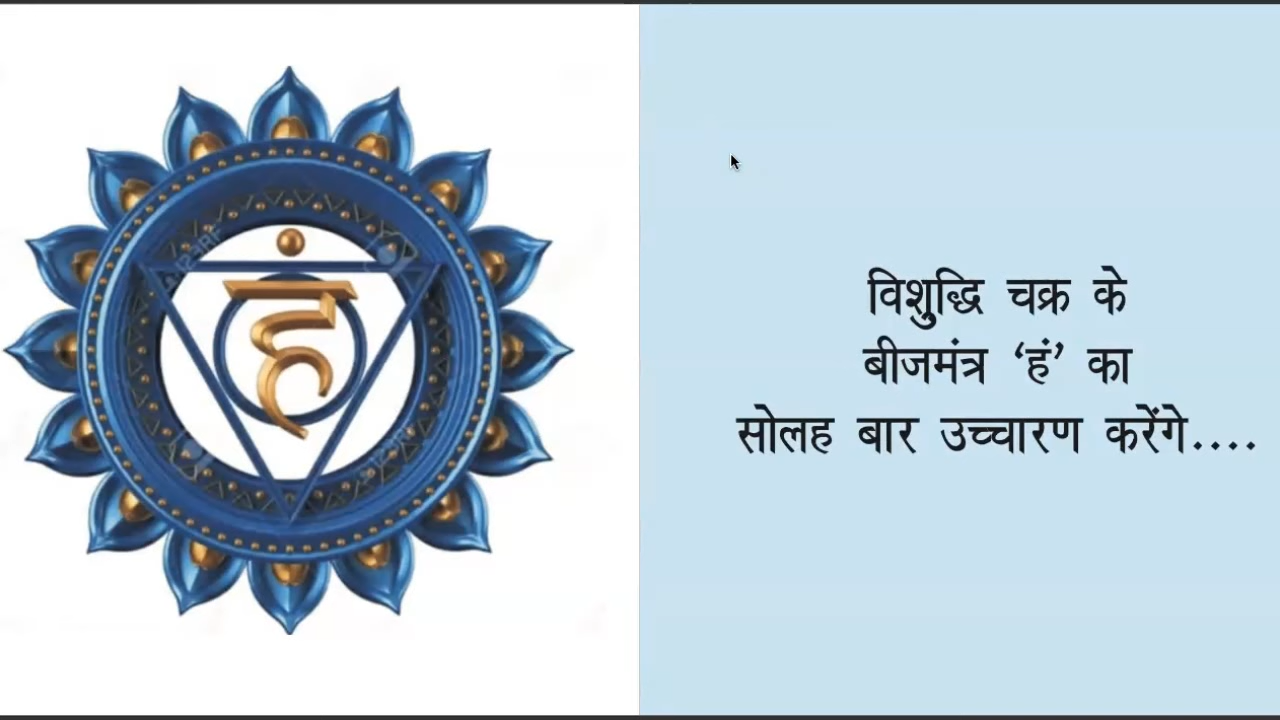 हं
विशुद्धि चक्र के
बीजमंत्र ‘हं’ का
सोलह बार उच्चारण करेंगे....